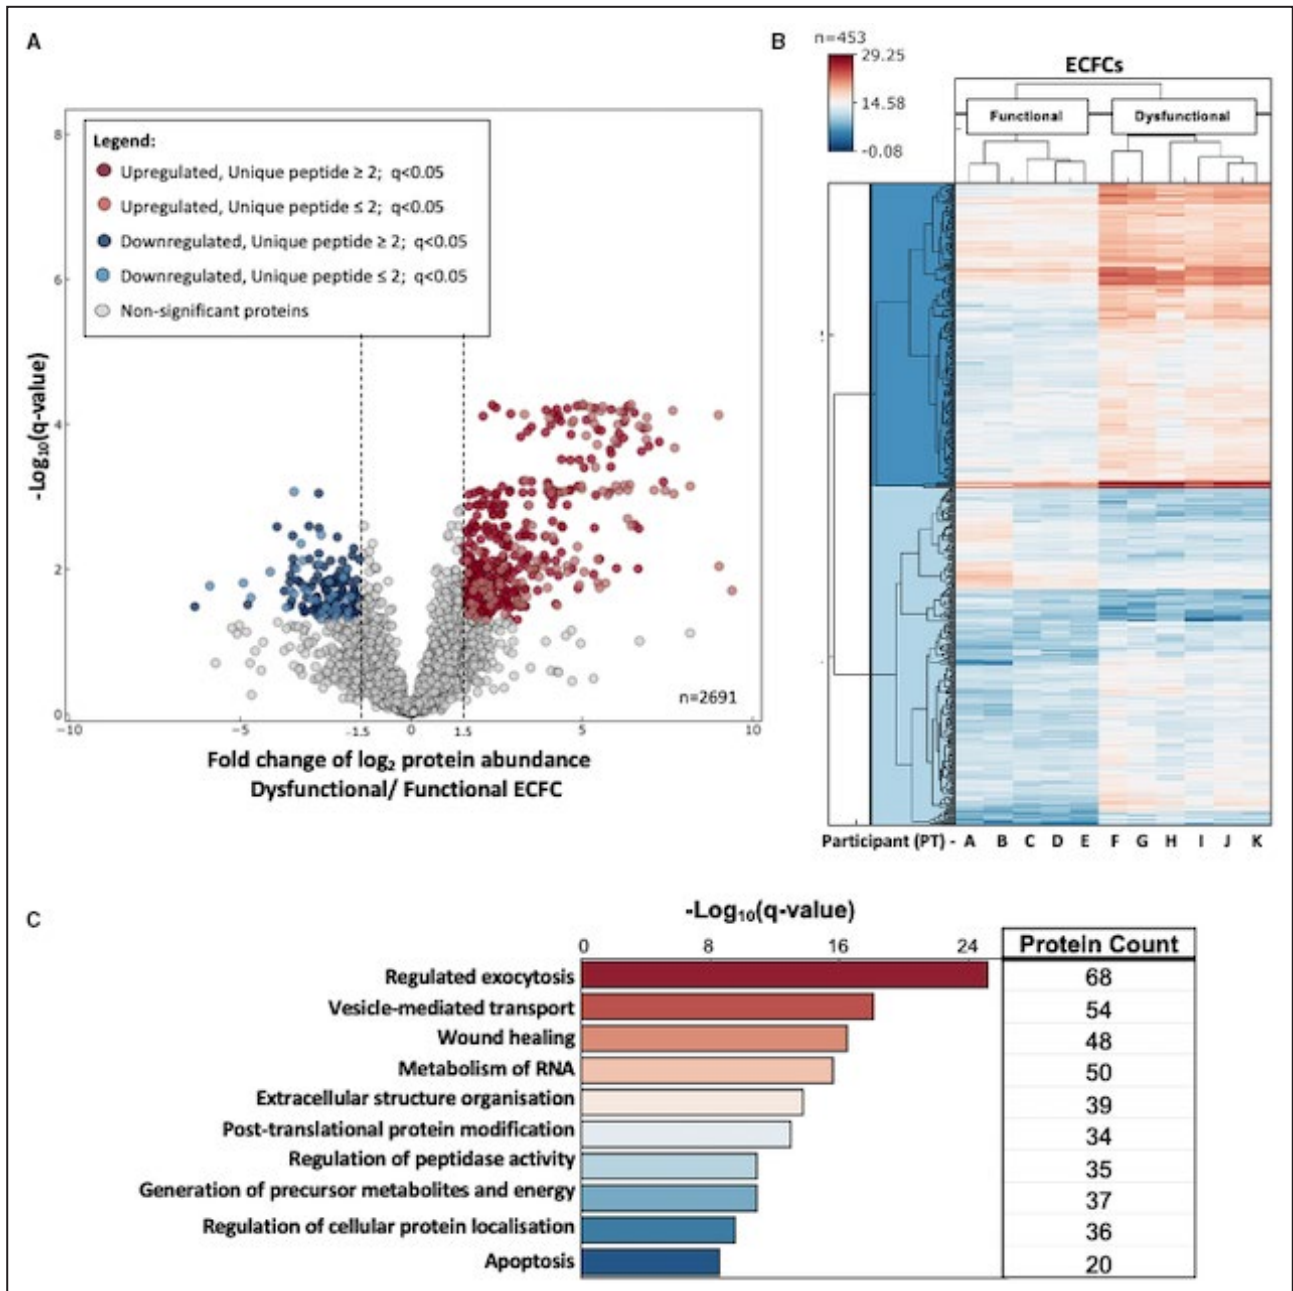 A
Legend:
Upregulated, Unique peptide ≥ 2; q<0.05
Upregulated, Unique peptide ≤ 2; q<0.05
Downregulated, Unique peptide ≥ 2; q<0.05
Downregulated, Unique peptide ≤ 2; q<0.05
Non-significant proteins
-Log₁₀(q-value)
8
6
4
2
0
n=2691
−10
−5
-1.5
0
1.5
5
10
Fold change of log₂ protein abundance
Dysfunctional/ Functional ECFC
B
n=453
29.25
14.58
-0.08
ECFCs
Functional
Dysfunctional
Participant (PT) - A B C D E F G H I J K
C
-Log₁₀(q-value)
0 8 16 24
Protein Count
Regulated exocytosis 68
Vesicle-mediated transport 54
Wound healing 48
Metabolism of RNA 50
Extracellular structure organisation 39
Post-translational protein modification 34
Regulation of peptidase activity 35
Generation of precursor metabolites and energy 37
Regulation of cellular protein localisation 36
Apoptosis 20